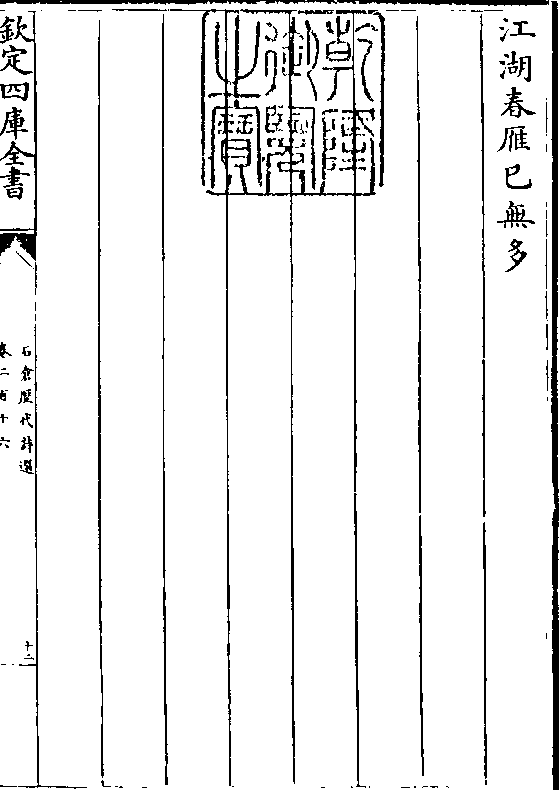 江湖春雁已無多
乾隆
御覽
之寶
欽定四庫全書
石倉歷代詩選
卷二百十六
十二